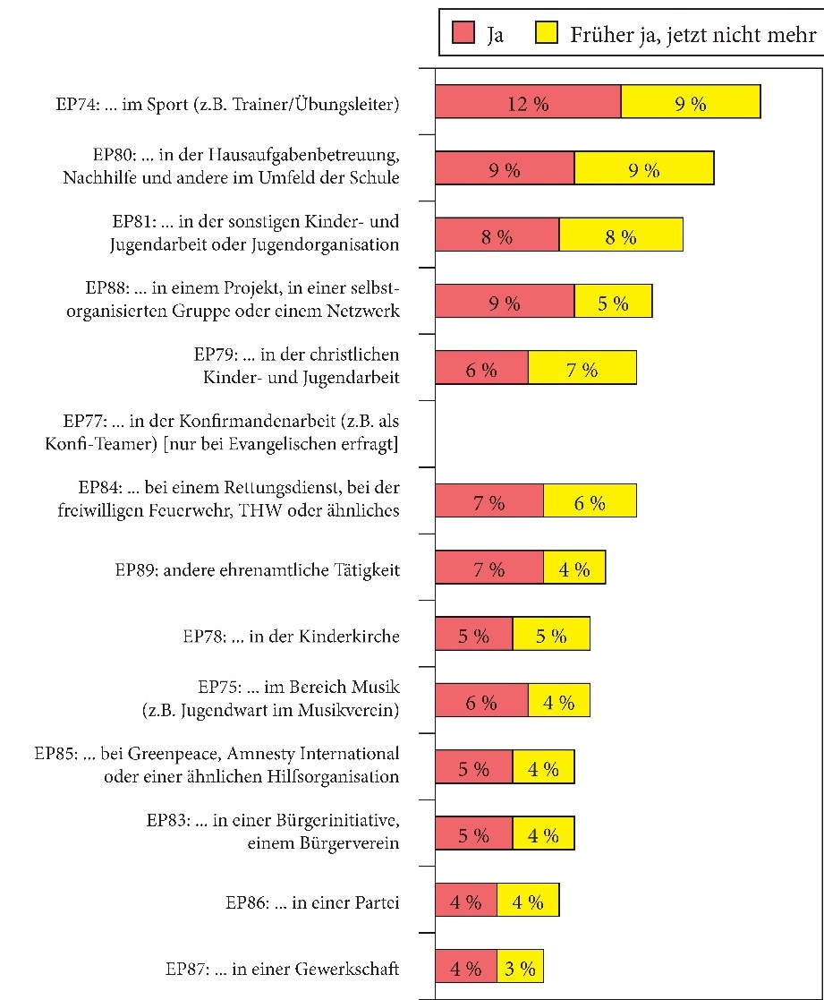 Ja Früher ja, jetzt nicht mehr
EP74: ... im Sport (z.B. Trainer/Übungsleiter)
12 % 9 %
EP80: ... in der Hausaufgabenbetreuung,
Nachhilfe und andere im Umfeld der Schule
9 % 9 %
EP81: ... in der sonstigen Kinder- und
Jugendarbeit oder Jugendorganisation
8 % 8 %
EP88: ... in einem Projekt, in einer selbst-
organisierten Gruppe oder einem Netzwerk
9 % 5 %
EP79: ... in der christlichen
Kinder- und Jugendarbeit
6 % 7 %
EP77: ... in der Konfirmandenarbeit (z.B. als
Konfi-Teamer) [nur bei Evangelischen erfragt]
EP84: ... bei einem Rettungsdienst, bei der
freiwilligen Feuerwehr, THW oder ähnliches
7 % 6 %
EP89: andere ehrenamtliche Tätigkeit
7 % 4 %
EP78: ... in der Kinderkirche
5 % 5 %
EP75: ... im Bereich Musik
(z.B. Jugendwart im Musikverein)
6 % 4 %
EP85: ... bei Greenpeace, Amnesty International
oder einer ähnlichen Hilfsorganisation
5 % 4 %
EP83: ... in einer Bürgerinitiative,
einem Bürgerverein
5 % 4 %
EP86: ... in einer Partei
4 % 4 %
EP87: ... in einer Gewerkschaft
4 % 3 %